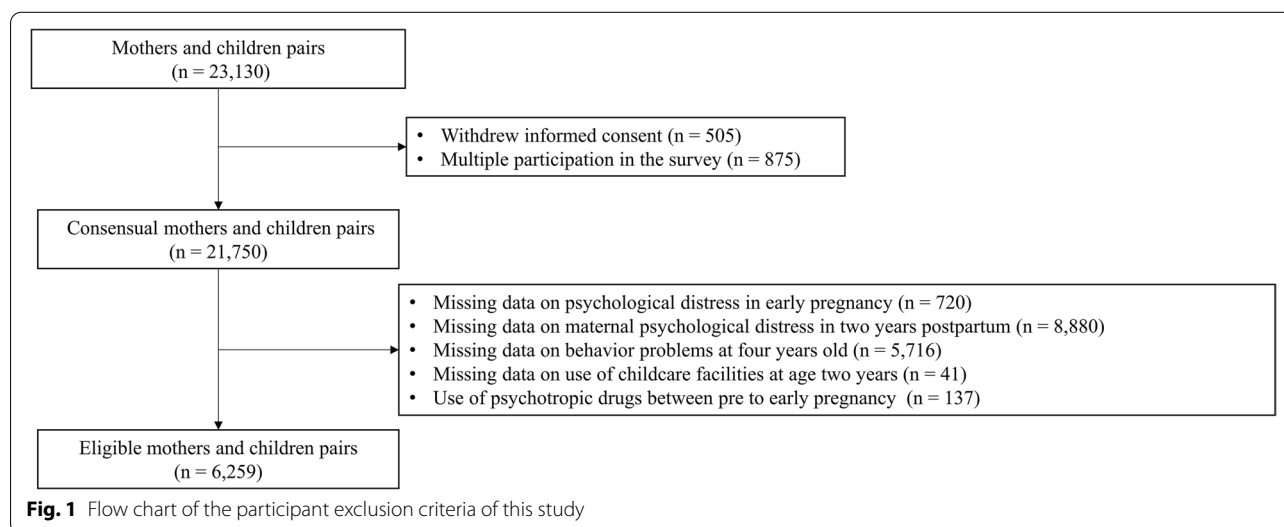 Mothers and children pairs
(n = 23,130)
• Withdrew informed consent (n = 505)
• Multiple participation in the survey (n = 875)
Consensual mothers and children pairs
(n = 21,750)
• Missing data on psychological distress in early pregnancy (n = 720)
• Missing data on maternal psychological distress in two years postpartum (n = 8,880)
• Missing data on behavior problems at four years old (n = 5,716)
• Missing data on use of childcare facilities at age two years (n = 41)
• Use of psychotropic drugs between pre to early pregnancy (n = 137)
Eligible mothers and children pairs
(n = 6,259)
Fig. 1 Flow chart of the participant exclusion criteria of this study